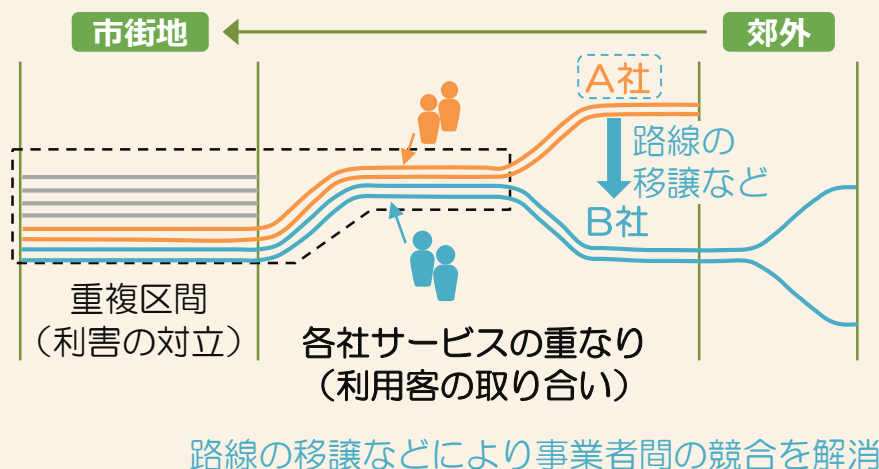 市街地
郊外
A社
路線の
移譲など
B社
重複区間
（利害の対立）
各社サービスの重なり
（利用客の取り合い）
路線の移譲などにより事業者間の競合を解消